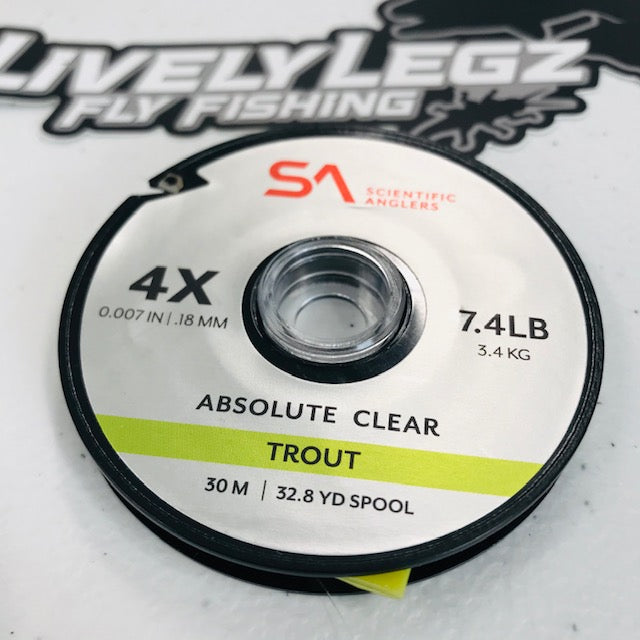 LIVELYLEGZ
FLY FISHING
SA SCIENTIFIC
ANGLERS
4X
0.007 IN | .18 MM
7.4LB
3.4 KG
ABSOLUTE CLEAR
TROUT
30 M | 32.8 YD SPOOL